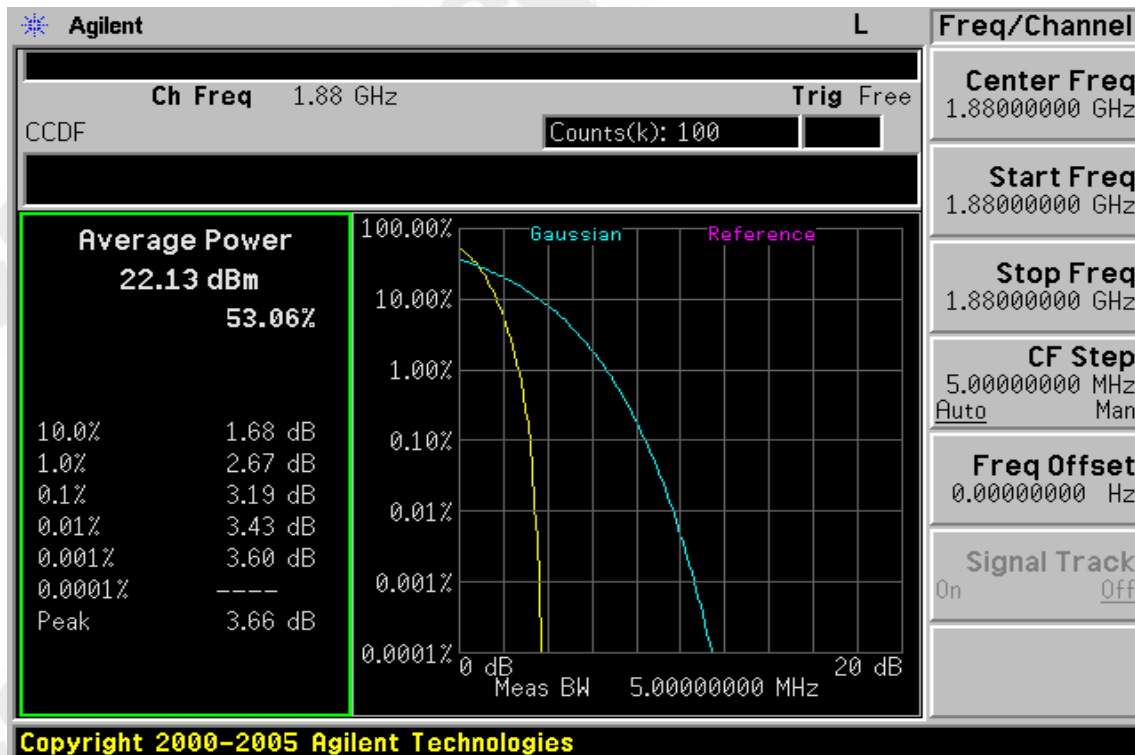 Agilent L
Freq/Channel
Ch Freq 1.88 GHz Trig Free
CCDF Counts(k): 100
Average Power
22.13 dBm
53.06%
10.0% 1.68 dB
1.0% 2.67 dB
0.1% 3.19 dB
0.01% 3.43 dB
0.001% 3.60 dB
0.0001% ----
Peak 3.66 dB
Gaussian Reference
100.00%
10.00%
1.00%
0.10%
0.01%
0.001%
0.0001%
0 dB 20 dB
Meas BW 5.00000000 MHz
Center Freq
1.88000000 GHz
Start Freq
1.88000000 GHz
Stop Freq
1.88000000 GHz
CF Step
5.00000000 MHz
Auto Man
Freq Offset
0.00000000 Hz
Signal Track
On Off
Copyright 2000-2005 Agilent Technologies